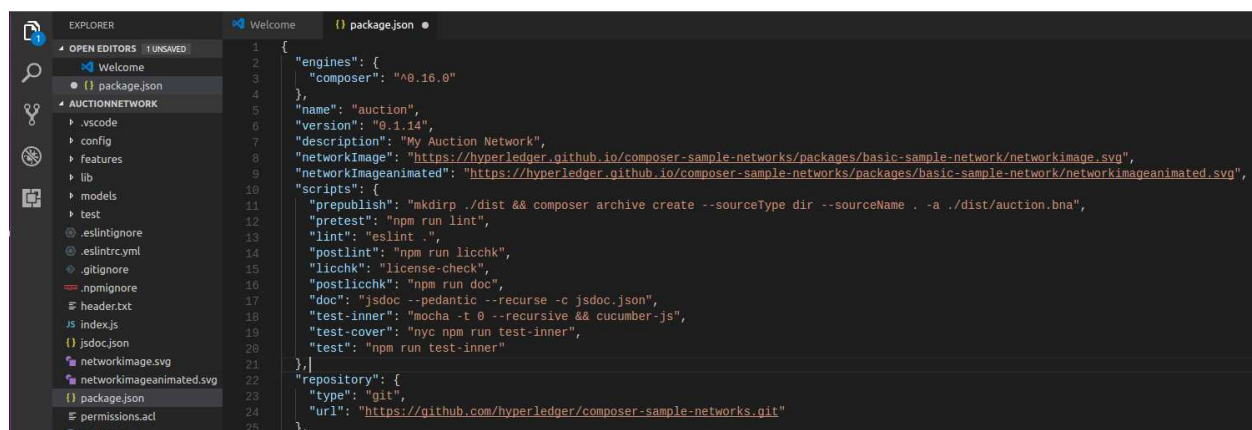 EXPLORER
OPEN EDITORS 1 UNSAVED
Welcome
{} package.json
AUCTIONNETWORK
.vscode
config
features
lib
models
test
.eslintignore
.eslintrc.yml
.gitignore
.npmignore
header.txt
JS index.js
{} jsdoc.json
networkimage.svg
networkimageanimated.svg
{} package.json
permissions.acl
1
Welcome
{} package.json
1 {
2 "engines": {
3 "composer": "^0.16.0"
4 },
5 "name": "auction",
6 "version": "0.1.14",
7 "description": "My Auction Network",
8 "networkImage": "https://hyperledger.github.io/composer-sample-networks/packages/basic-sample-network/networkimage.svg",
9 "networkImageanimated": "https://hyperledger.github.io/composer-sample-networks/packages/basic-sample-network/networkimageanimated.svg",
10 "scripts": {
11 "prepublish": "mkdirp ./dist && composer archive create --sourceType dir --sourceName . -a ./dist/auction.bna",
12 "pretest": "npm run lint",
13 "lint": "eslint .",
14 "postlint": "npm run licchk",
15 "licchk": "license-check",
16 "postlicchk": "npm run doc",
17 "doc": "jsdoc --pedantic --recurse -c jsdoc.json",
18 "test-inner": "mocha -t 0 --recursive && cucumber-js",
19 "test-cover": "nyc npm run test-inner",
20 "test": "npm run test-inner"
21 },
22 "repository": {
23 "type": "git",
24 "url": "https://github.com/hyperledger/composer-sample-networks.git"
25 },